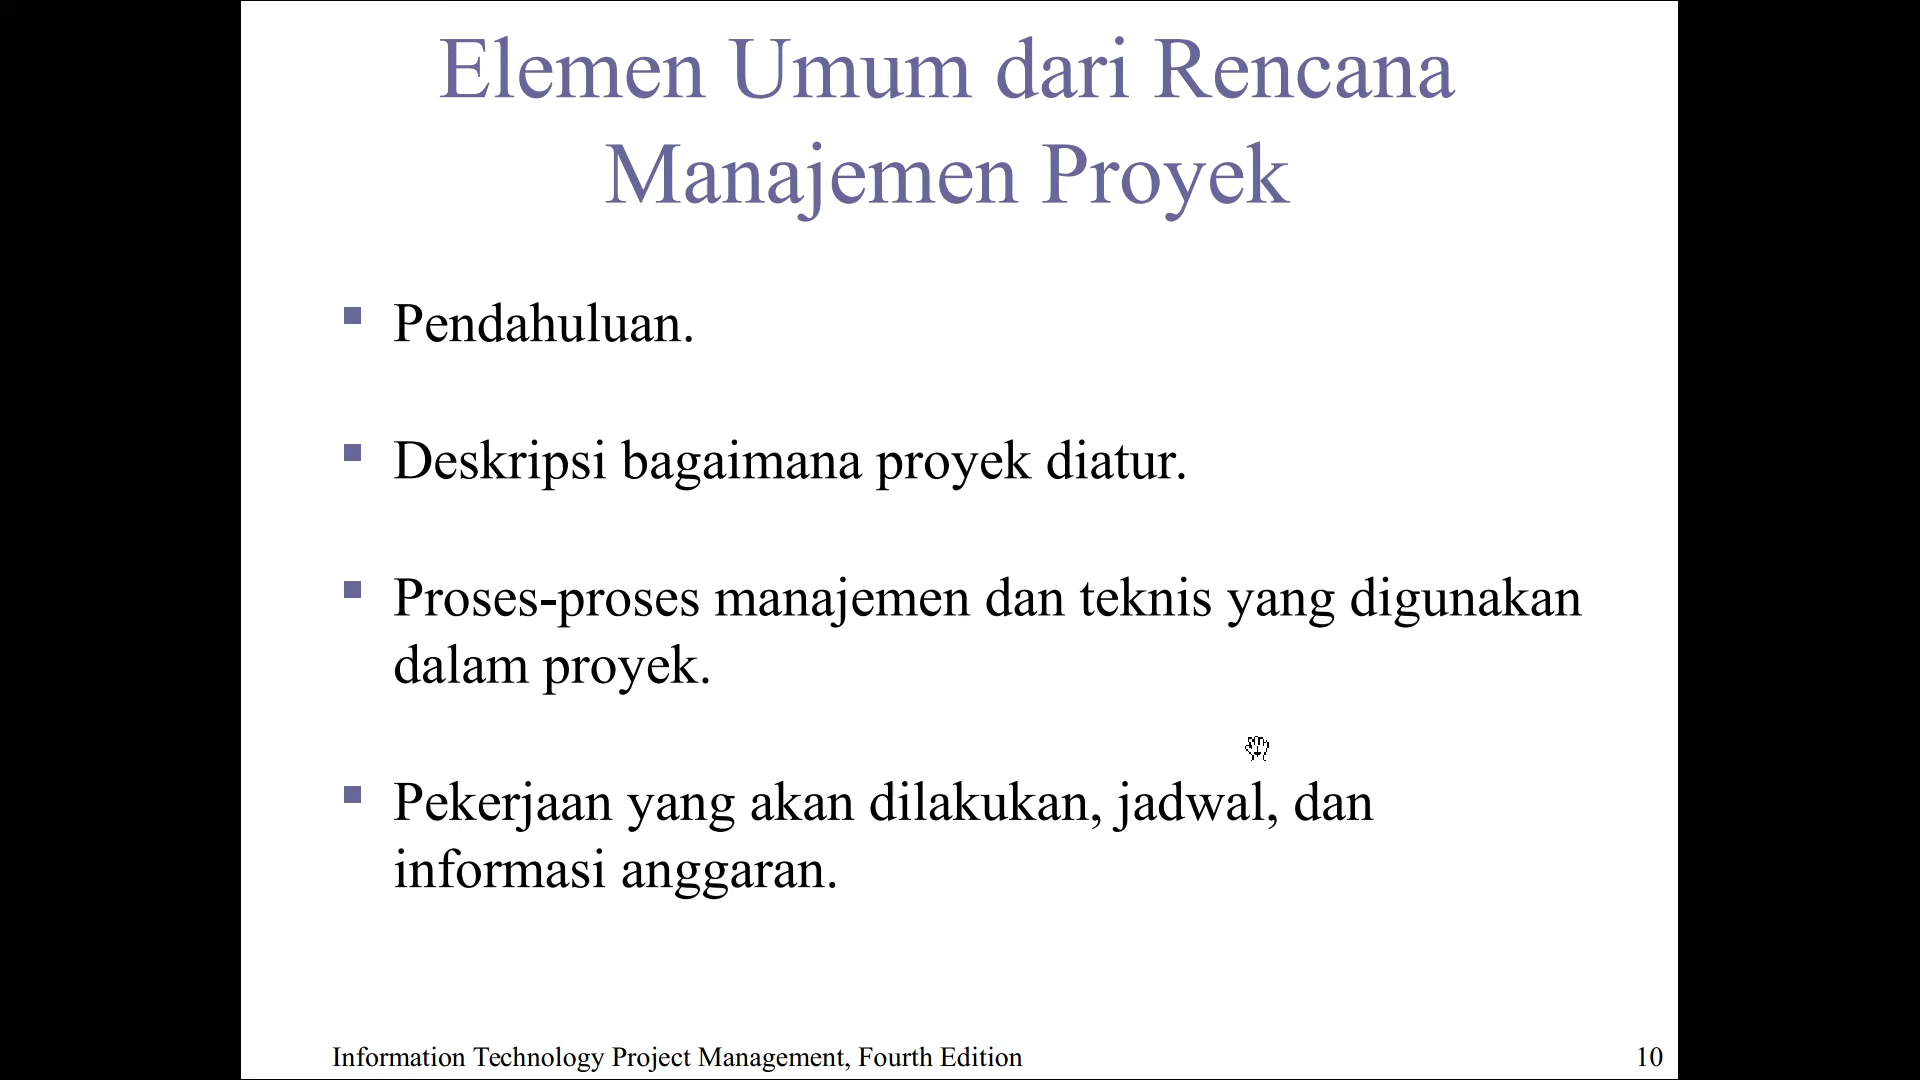 Elemen Umum dari Rencana
Manajemen Proyek
Pendahuluan.
Deskripsi bagaimana proyek diatur.
Proses-proses manajemen dan teknis yang digunakan
dalam proyek.
Pekerjaan yang akan dilakukan, jadwal, dan
informasi anggaran.
Information Technology Project Management, Fourth Edition
10